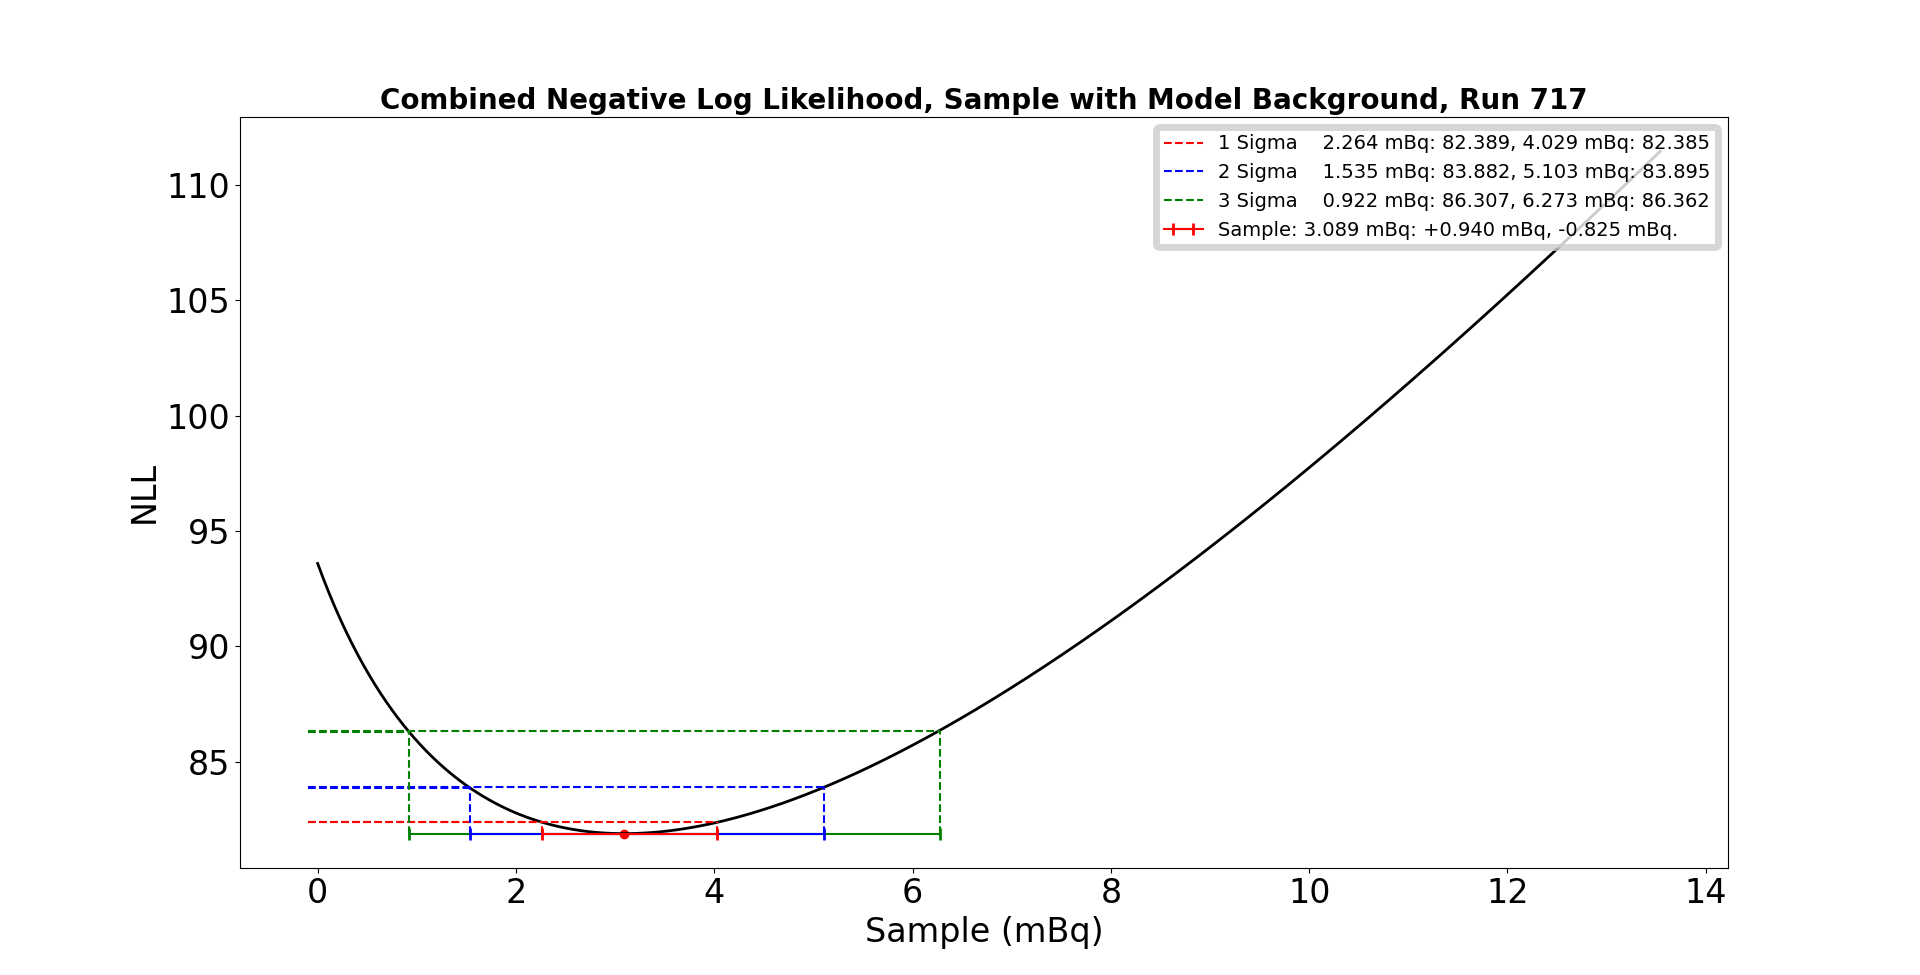 Combined Negative Log Likelihood, Sample with Model Background, Run 717
1 Sigma    2.264 mBq: 82.389, 4.029 mBq: 82.385
2 Sigma    1.535 mBq: 83.882, 5.103 mBq: 83.895
3 Sigma    0.922 mBq: 86.307, 6.273 mBq: 86.362
Sample: 3.089 mBq: +0.940 mBq, -0.825 mBq.
110
105
100
95
90
85
NLL
0 2 4 6 8 10 12 14
Sample (mBq)